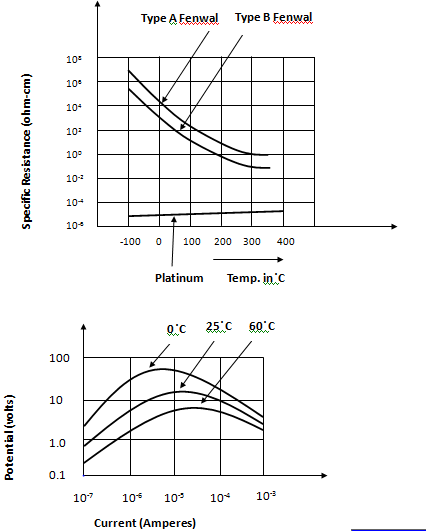 Type A Fenwal Type B Fenwal
10⁸
10⁶
10⁴
10²
10⁰
10⁻²
10⁻⁴
10⁻⁶
Specific Resistance (ohm-cm)
-100 0 100 200 300 400
Platinum Temp. in˚C
0˚C 25˚C 60˚C
100
10
1.0
0.1
Potential (volts)
10⁻⁷ 10⁻⁶ 10⁻⁵ 10⁻⁴ 10⁻³
Current (Amperes)